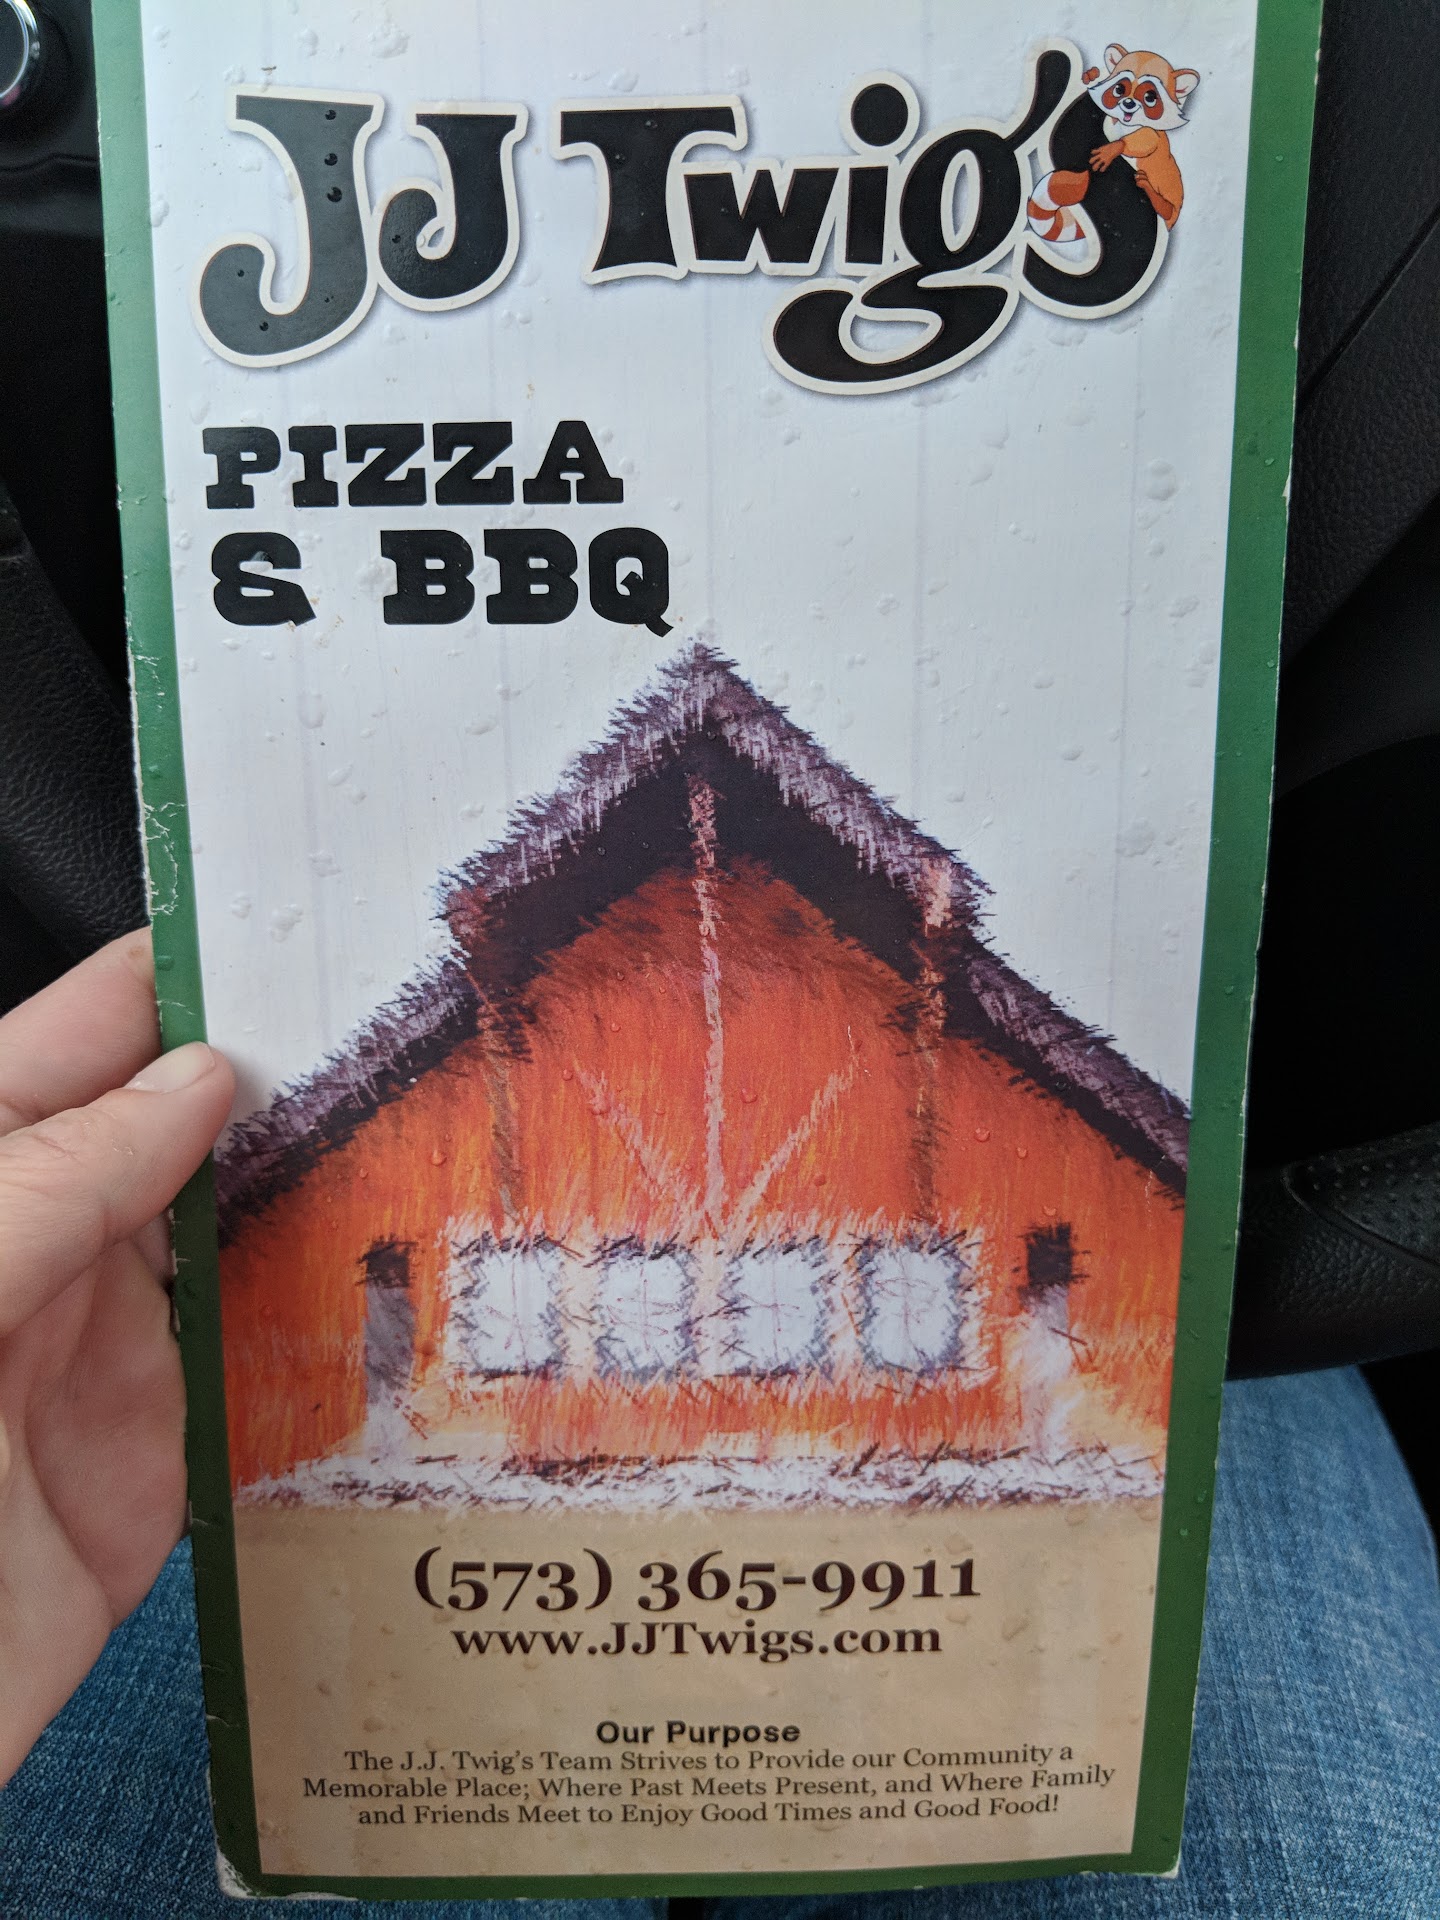 JJ Twig's
PIZZA
& BBQ
(573) 365-9911
www.JJTwigs.com
Our Purpose
The J.J. Twig's Team Strives to Provide our Community a
Memorable Place; Where Past Meets Present, and Where Family
and Friends Meet to Enjoy Good Times and Good Food!